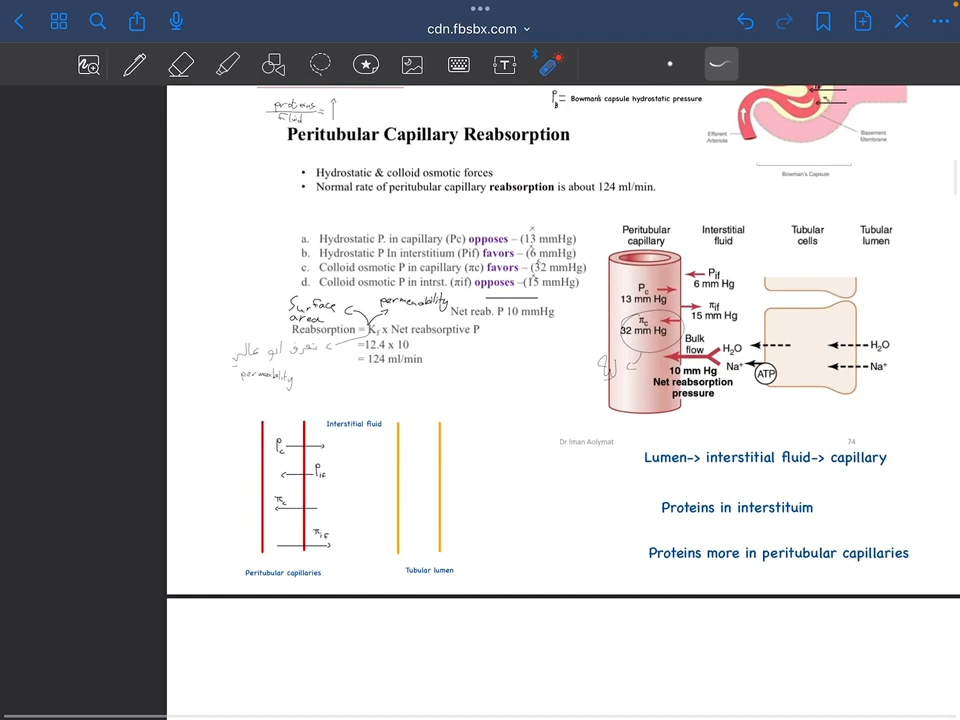 cdn.fbsbx.com
proteins
fluid = ↑
P_B = Bowman's capsule hydrostatic pressure
Efferent
Arteriole
Basement
Membrane
Bowman's Capsule
Peritubular Capillary Reabsorption
• Hydrostatic & colloid osmotic forces
• Normal rate of peritubular capillary reabsorption is about 124 ml/min.
a. Hydrostatic P. in capillary (Pc) opposes – (13 mmHg)
b. Hydrostatic P In interstitium (Pif) favors – (6 mmHg)
c. Colloid osmotic P in capillary (πc) favors – (32 mmHg)
d. Colloid osmotic P in intrst. (πif) opposes –(15 mmHg)
Surface
area
permeability
Net reab. P 10 mmHg
Reabsorption = Kf x Net reabsorptive P
=12.4 x 10
= 124 ml/min
permeability
Peritubular
capillary
Interstitial
fluid
Tubular
cells
Tubular
lumen
Pc
13 mm Hg
πc
32 mm Hg
Pif
6 mm Hg
πif
15 mm Hg
Bulk
flow
H2O
Na+
ATP
H2O
Na+
10 mm Hg
Net reabsorption
pressure
Dr Iman Aolymat
74
Interstitial fluid
Pc
Pif
πc
πif
Peritubular capillaries
Tubular lumen
Lumen-> interstitial fluid-> capillary
Proteins in interstituim
Proteins more in peritubular capillaries